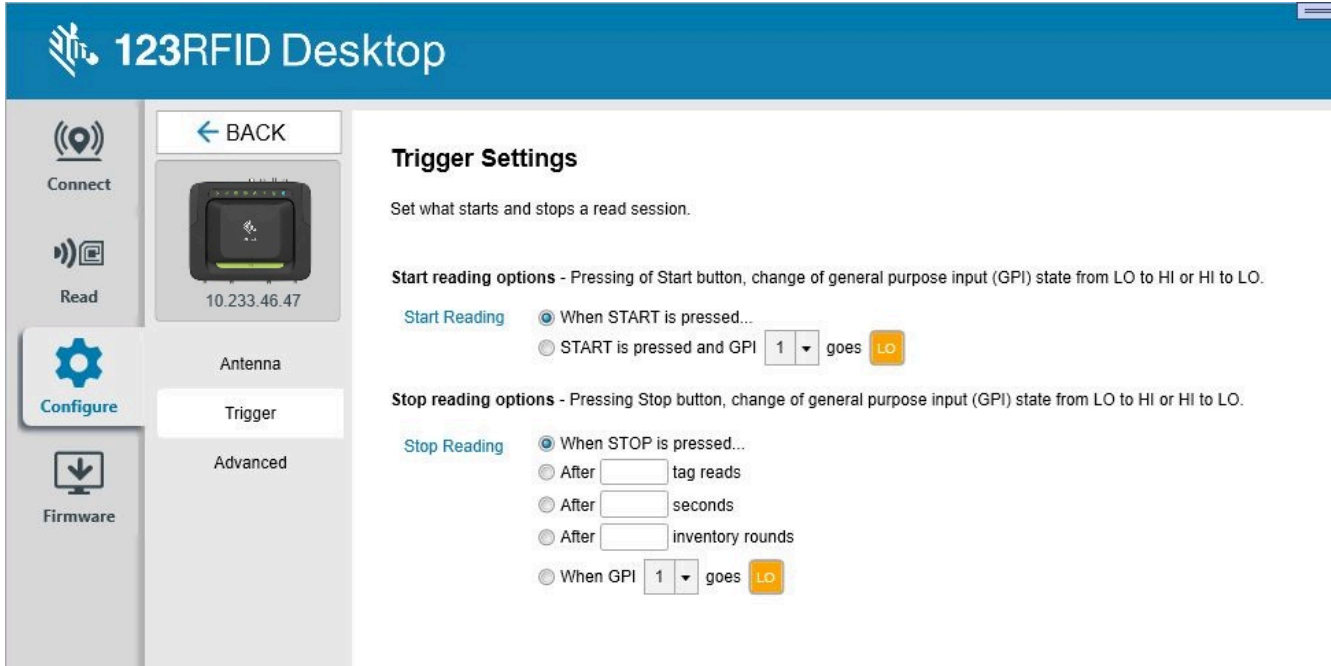 123RFID Desktop
Connect
Read
Configure
Firmware
← BACK
10.233.46.47
Antenna
Trigger
Advanced
Trigger Settings
Set what starts and stops a read session.
Start reading options - Pressing of Start button, change of general purpose input (GPI) state from LO to HI or HI to LO.
Start Reading When START is pressed...
START is pressed and GPI 1 goes LO
Stop reading options - Pressing Stop button, change of general purpose input (GPI) state from LO to HI or HI to LO.
Stop Reading When STOP is pressed...
After tag reads
After seconds
After inventory rounds
When GPI 1 goes LO